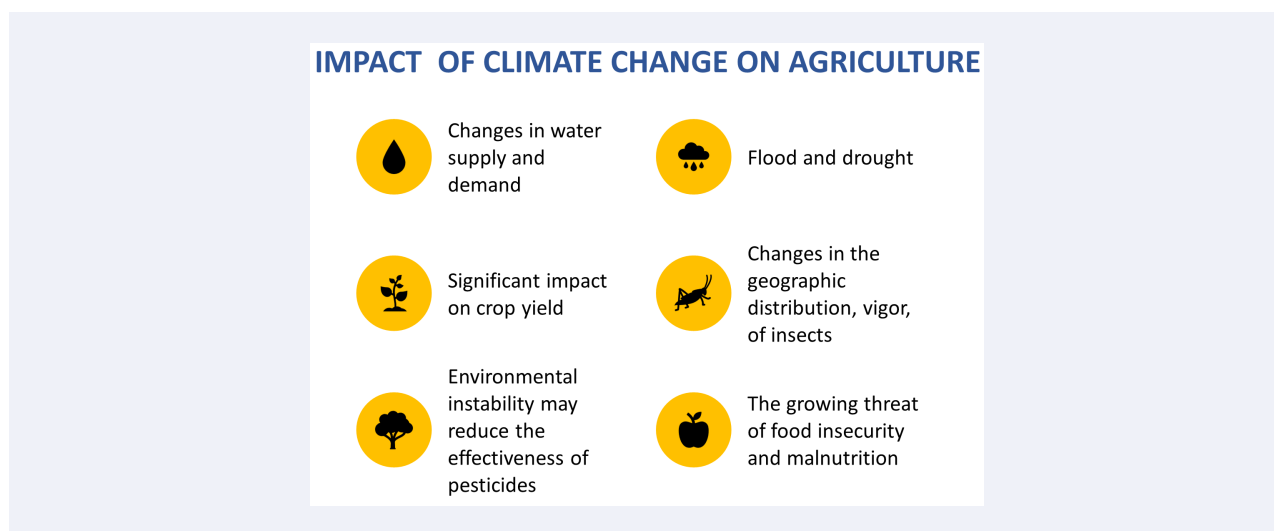 IMPACT OF CLIMATE CHANGE ON AGRICULTURE
Changes in water
supply and
demand
Flood and drought
Significant impact
on crop yield
Changes in the
geographic
distribution, vigor,
of insects
Environmental
instability may
reduce the
effectiveness of
pesticides
The growing threat
of food insecurity
and malnutrition